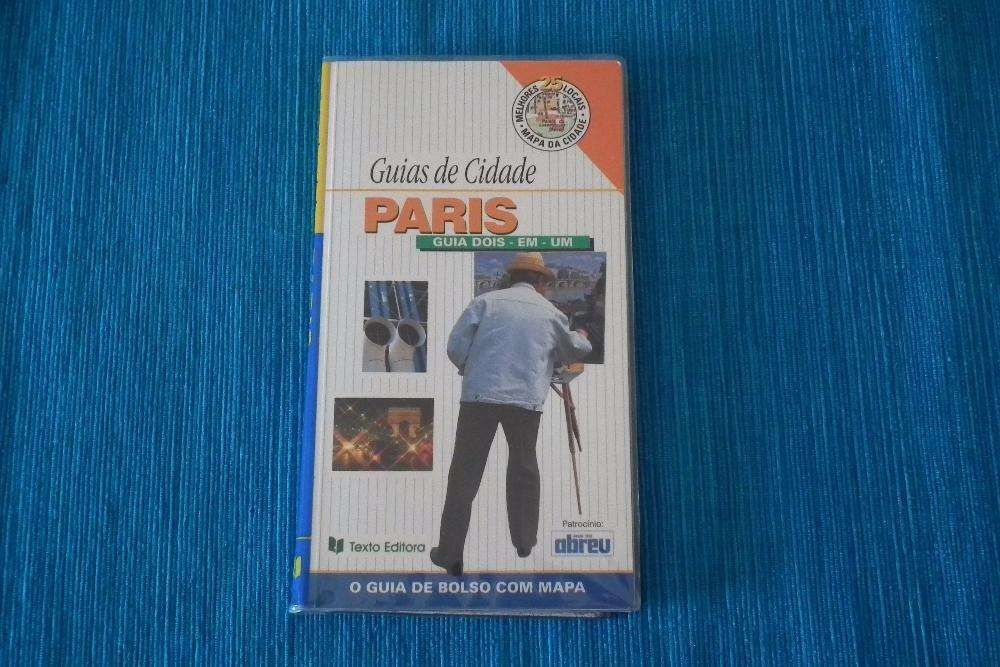 25
MELHORES LOCAIS
MAPA DA CIDADE
Guias de Cidade
PARIS
GUIA DOIS - EM - UM
Patrocínio:
abreu
Texto Editora
O GUIA DE BOLSO COM MAPA